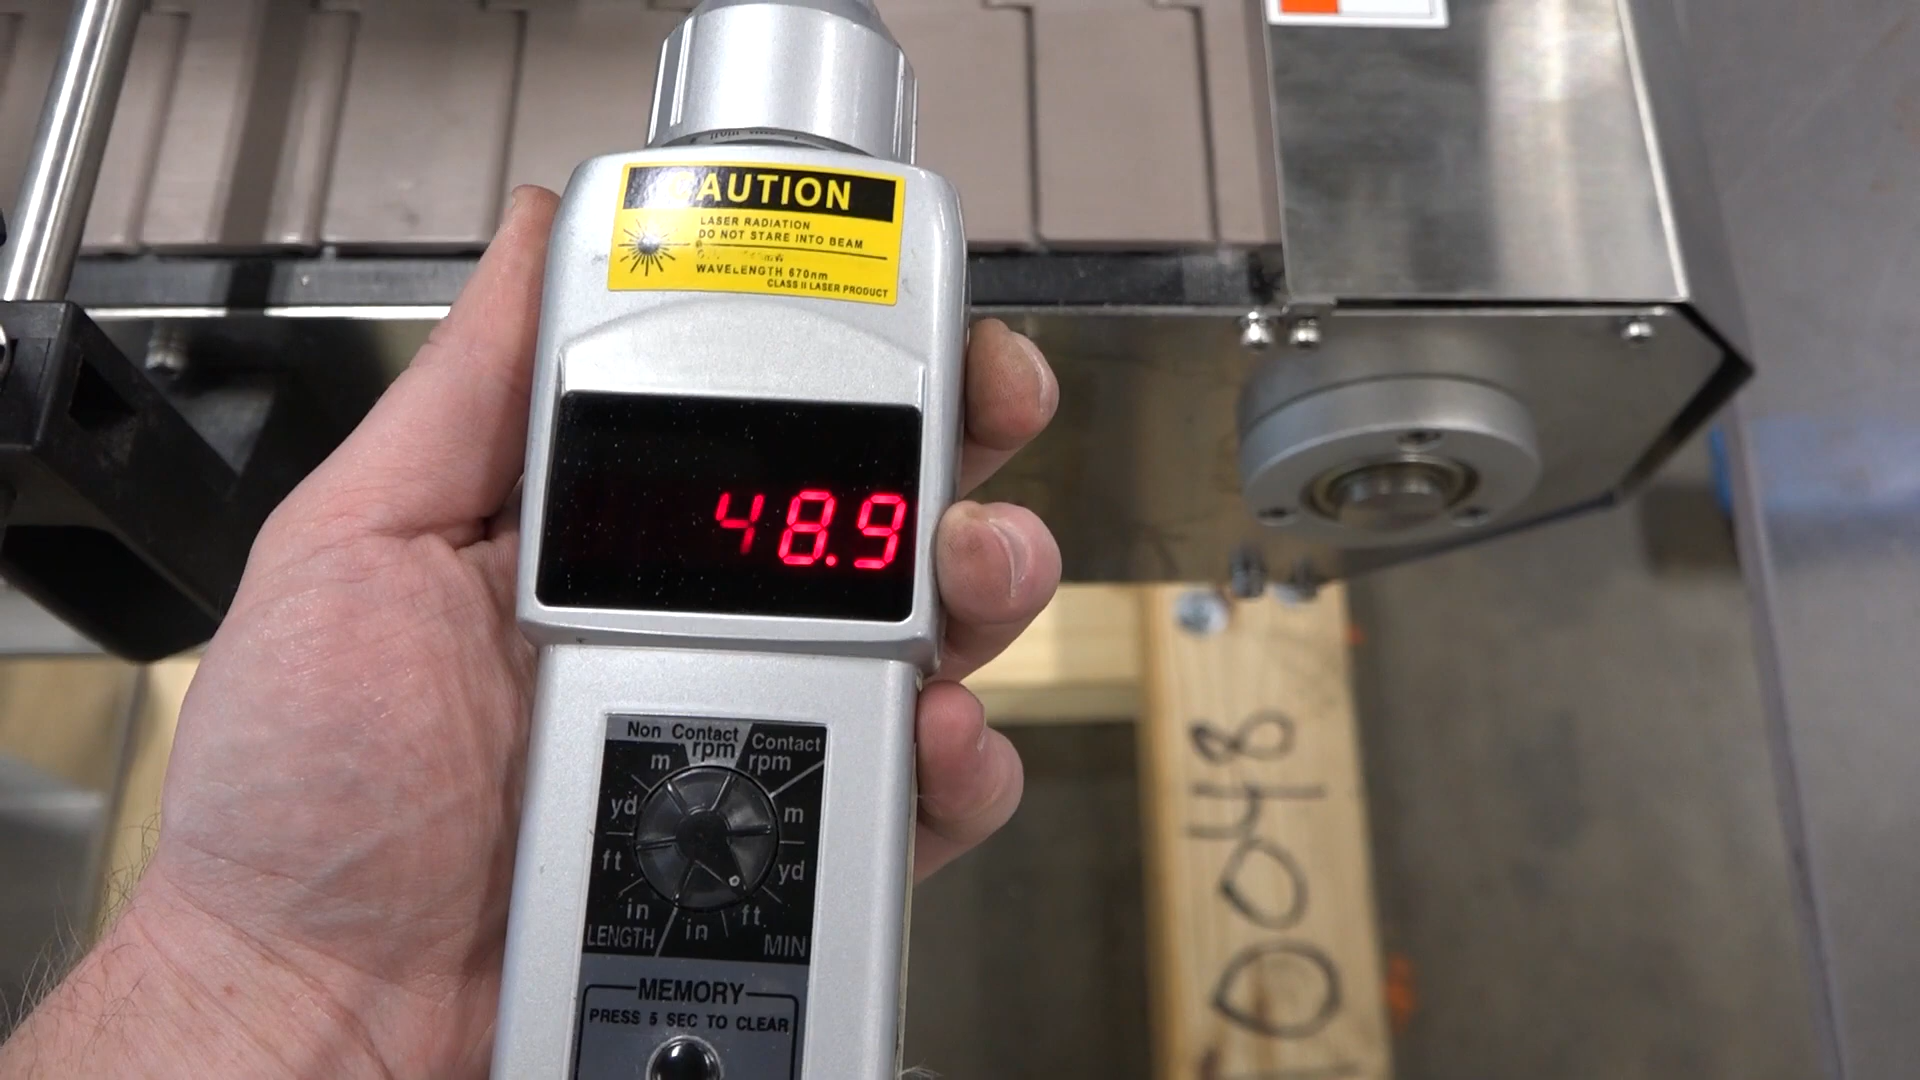 CAUTION
LASER RADIATION
DO NOT STARE INTO BEAM
WAVELENGTH 670nm
CLASS II LASER PRODUCT
48.9
Non Contact
rpm
Contact
rpm
m
m
yd
yd
ft
ft
in
in
LENGTH
MIN
MEMORY
PRESS 5 SEC TO CLEAR
0048